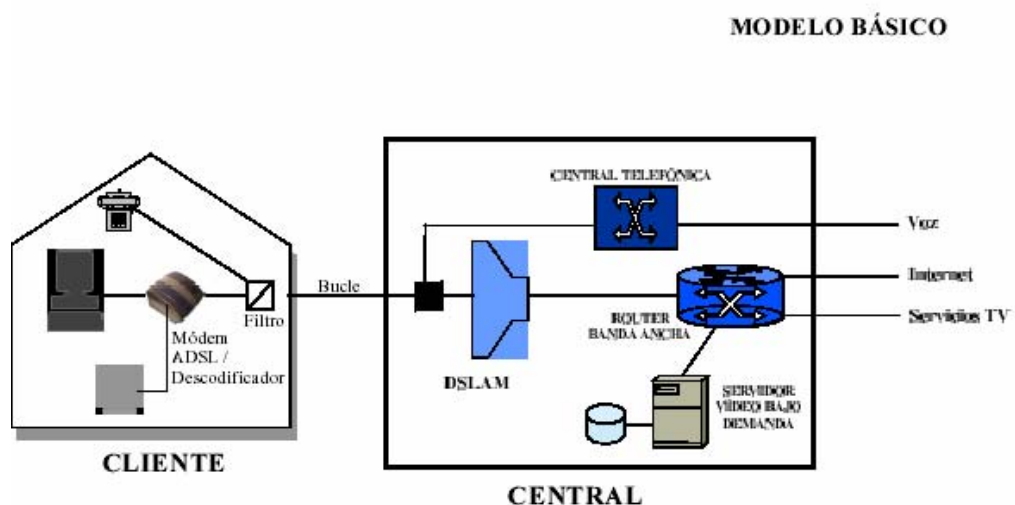 MODELO BÁSICO
CENTRAL TELEFÓNICA
Voz
Internet
Servicios TV
Bucle
Filtro
Módem
ADSL /
Descodificador
ROUTER
BANDA ANCHA
DSLAM
SERVIDOR
VÍDEO BAJO
DEMANDA
CLIENTE
CENTRAL